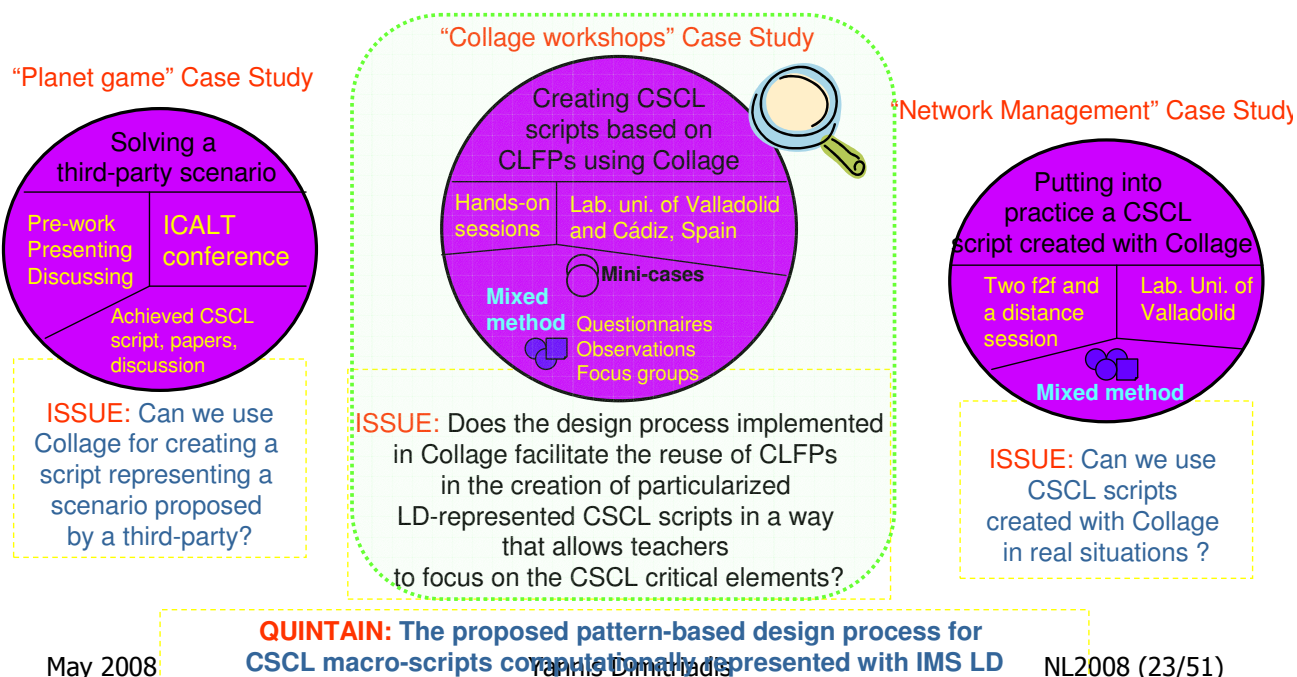 “Planet game” Case Study
Solving a
third-party scenario
Pre-work
Presenting
Discussing
ICALT
conference
Achieved CSCL
script, papers,
discussion
ISSUE: Can we use
Collage for creating a
script representing a
scenario proposed
by a third-party?
“Collage workshops” Case Study
Creating CSCL
scripts based on
CLFPs using Collage
Hands-on
sessions
Lab. uni. of Valladolid
and Cádiz, Spain
Mini-cases
Mixed
method
Questionnaires
Observations
Focus groups
ISSUE: Does the design process implemented
in Collage facilitate the reuse of CLFPs
in the creation of particularized
LD-represented CSCL scripts in a way
that allows teachers
to focus on the CSCL critical elements?
“Network Management” Case Study
Putting into
practice a CSCL
script created with Collage
Two f2f and
a distance
session
Lab. Uni. of
Valladolid
Mixed method
ISSUE: Can we use
CSCL scripts
created with Collage
in real situations ?
QUINTAIN: The proposed pattern-based design process for
CSCL macro-scripts computationally represented with IMS LD
May 2008
Yannis Dimitriadis
NL2008 (23/51)